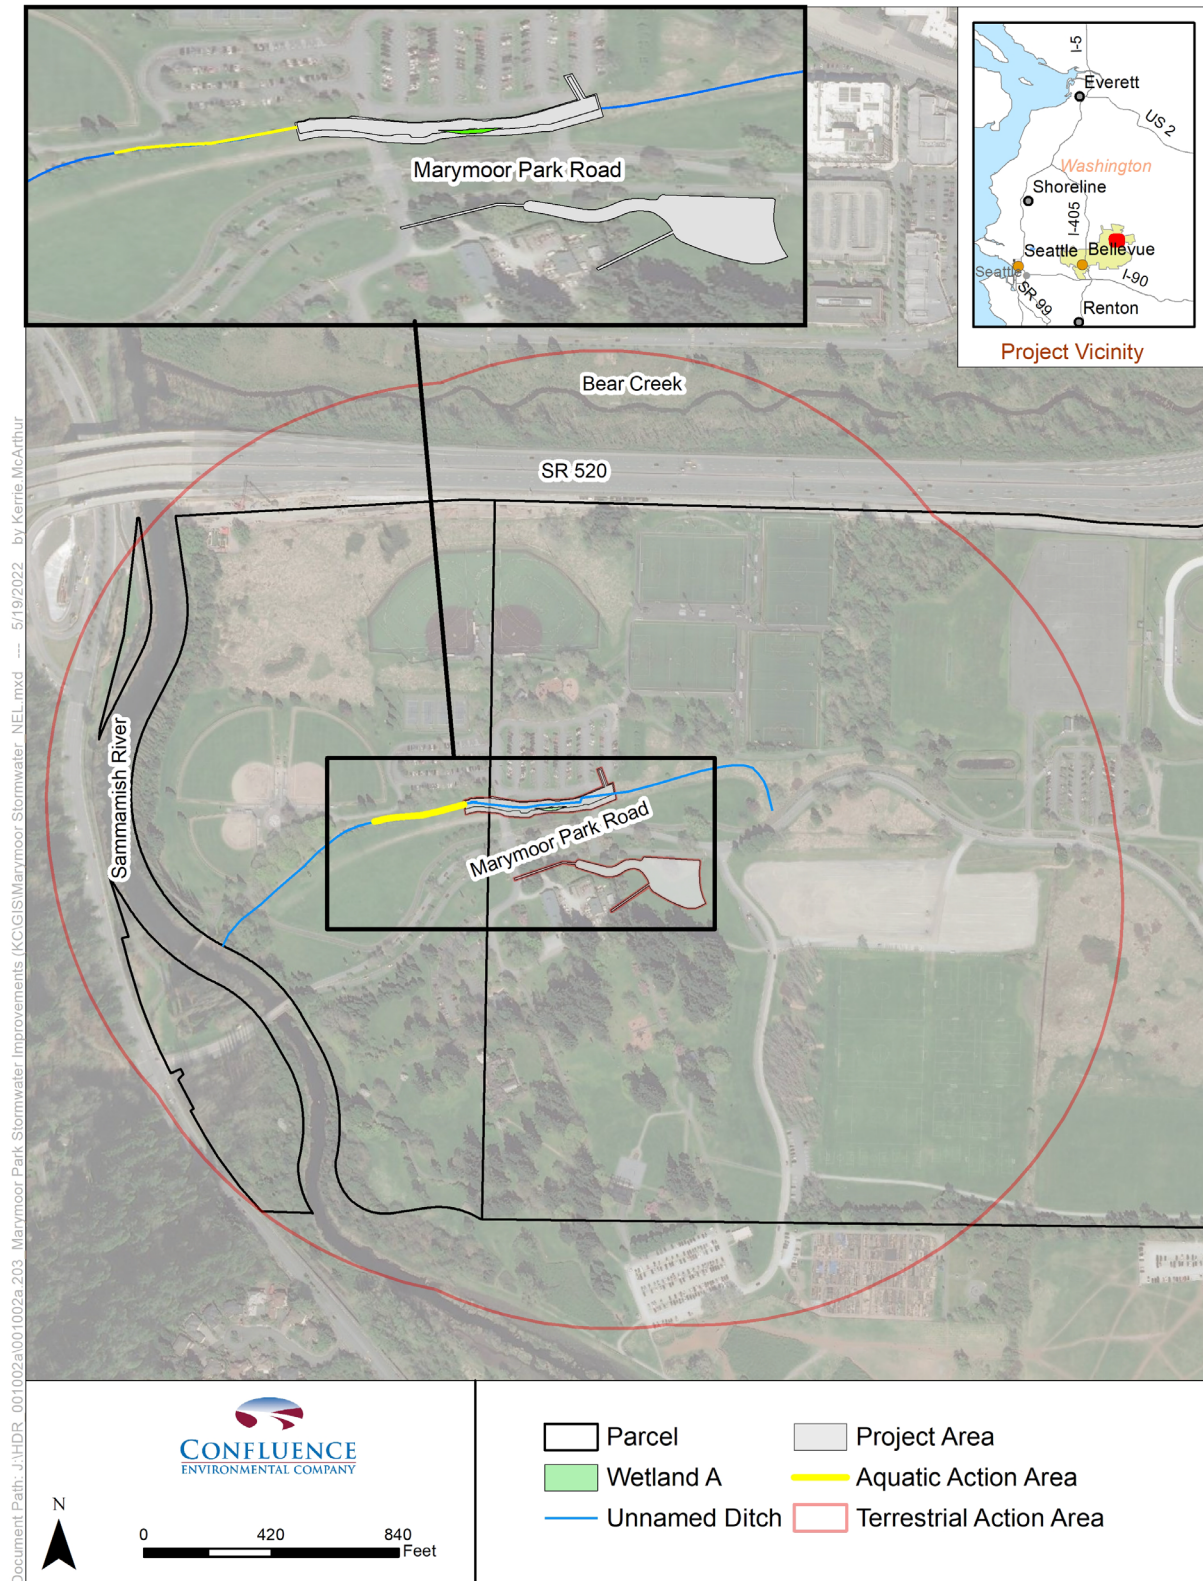 Marymoor Park Road
I-5
Everett
US 2
Washington
Shoreline
I-405
Seattle
Bellevue
Seattle
I-90
SR 99
Renton
Project Vicinity
Bear Creek
SR 520
Sammamish River
Marymoor Park Road
Document Path: J:\HDR_001002a\001002a.203_Marymoor Park Stormwater Improvements (KC\GIS\Marymoor Stormwater_NEL.mxd --- 5/19/2022 by Kerrie.McArthur
CONFLUENCE
ENVIRONMENTAL COMPANY
N
0 420 840
Feet
Parcel
Wetland A
Unnamed Ditch
Project Area
Aquatic Action Area
Terrestrial Action Area